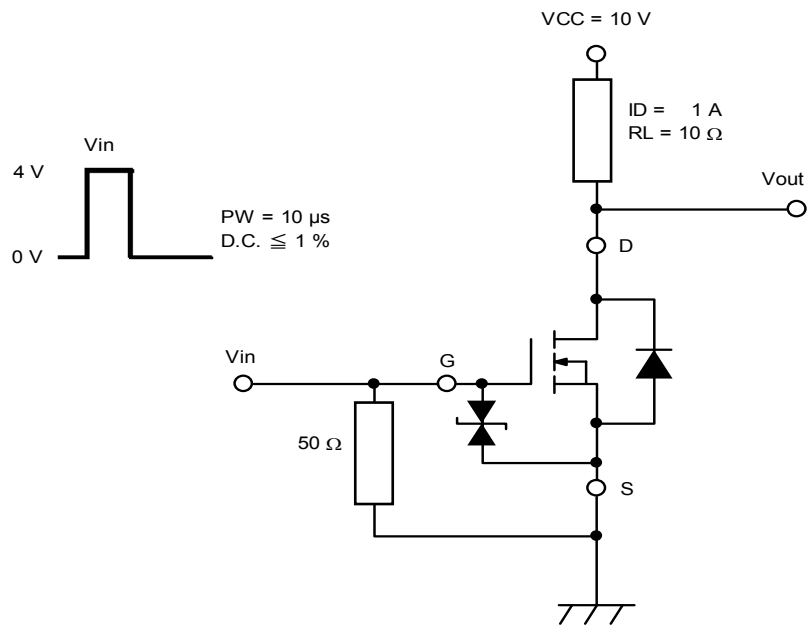 VCC = 10 V
ID = 1 A
RL = 10 Ω
Vout
Vin
4 V
PW = 10 µs
D.C. ≦ 1 %
0 V
D
Vin
G
50 Ω
S